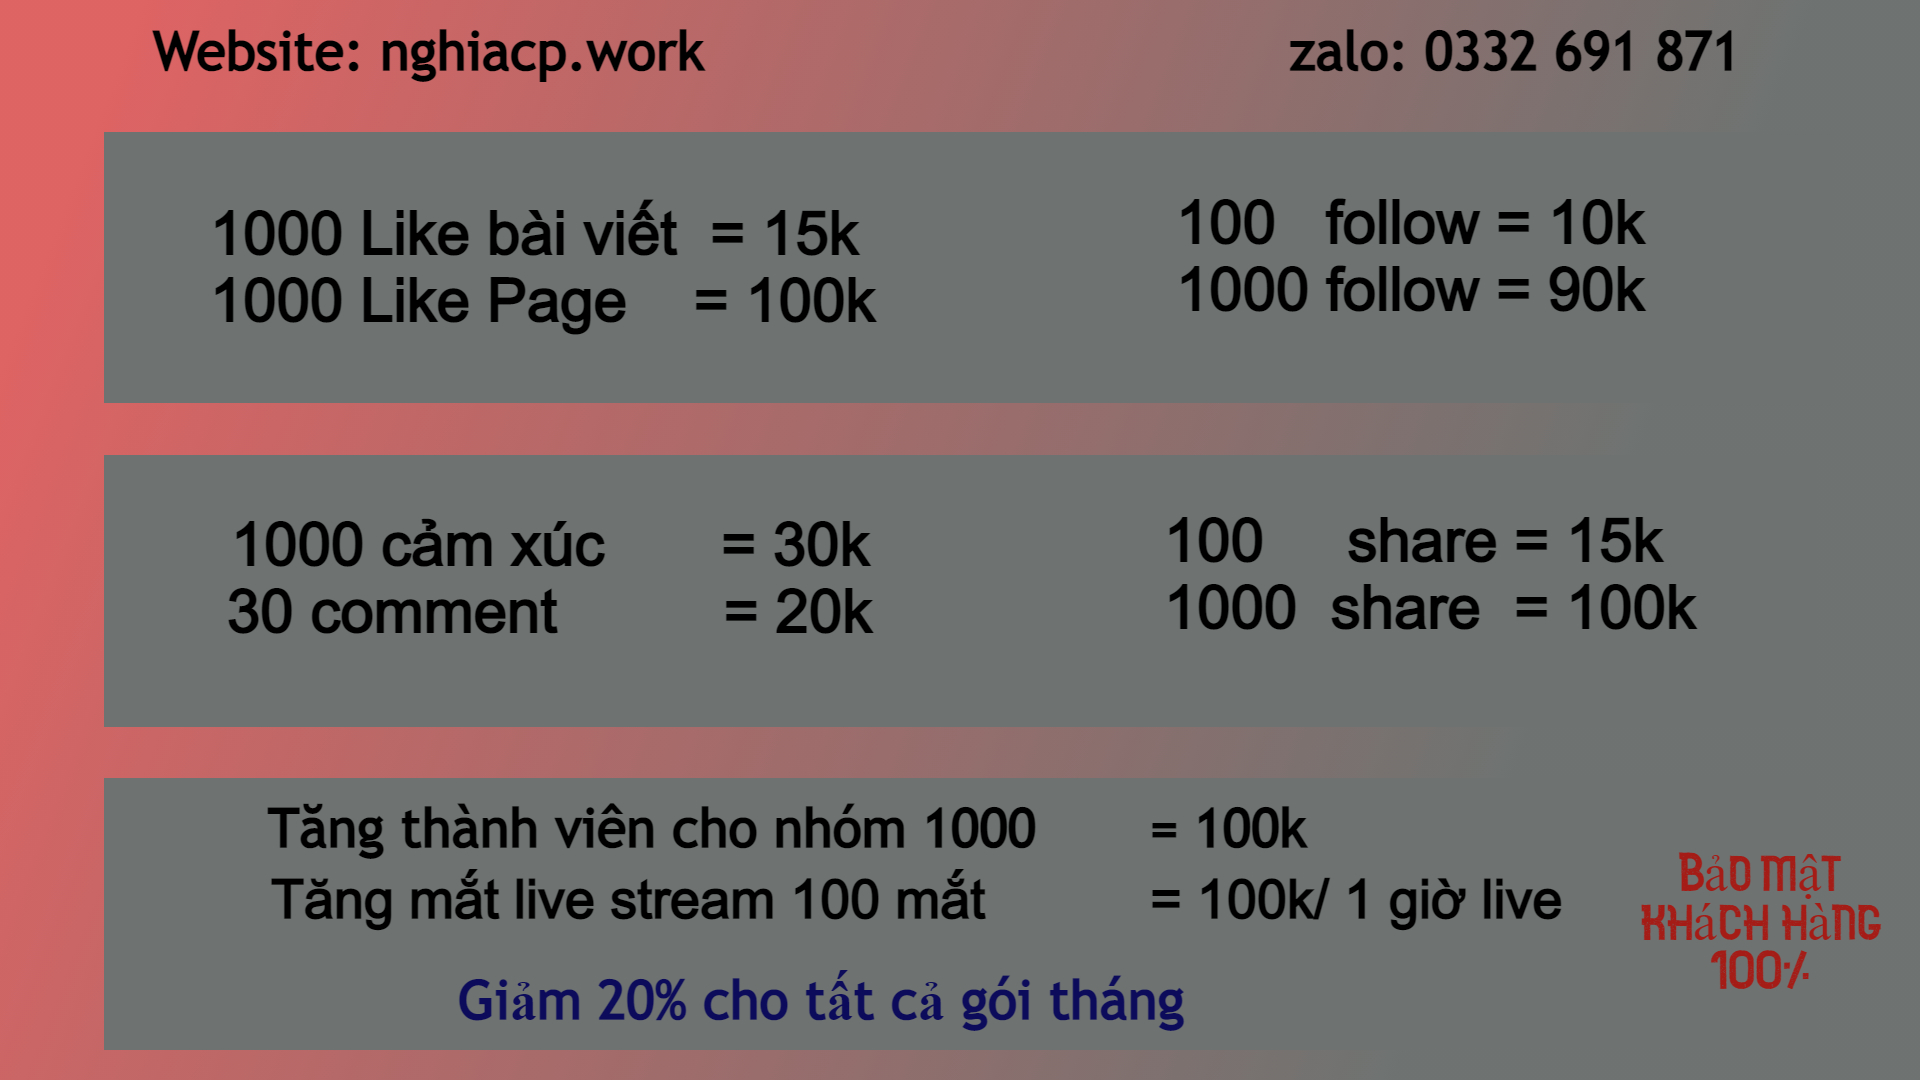 Website: nghiacp.work
zalo: 0332 691 871
1000 Like bài viết = 15k
1000 Like Page = 100k
100 follow = 10k
1000 follow = 90k
1000 cảm xúc = 30k
30 comment = 20k
100 share = 15k
1000 share = 100k
Tăng thành viên cho nhóm 1000 = 100k
Tăng mắt live stream 100 mắt = 100k/ 1 giờ live
Giảm 20% cho tất cả gói tháng
Bảo mật
khách hàng
100%